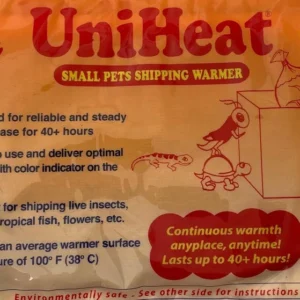 UniHeat
SMALL PETS SHIPPING WARMER
d for reliable and steady
ase for 40+ hours
use and deliver optimal
ith color indicator on the
t for shipping live insects,
tropical fish, flowers, etc.
an average warmer surface
ure of 100° F (38° C)
Continuous warmth
anyplace, anytime!
Lasts up to 40+ hours!
Environmentally safe - See other side for instructions